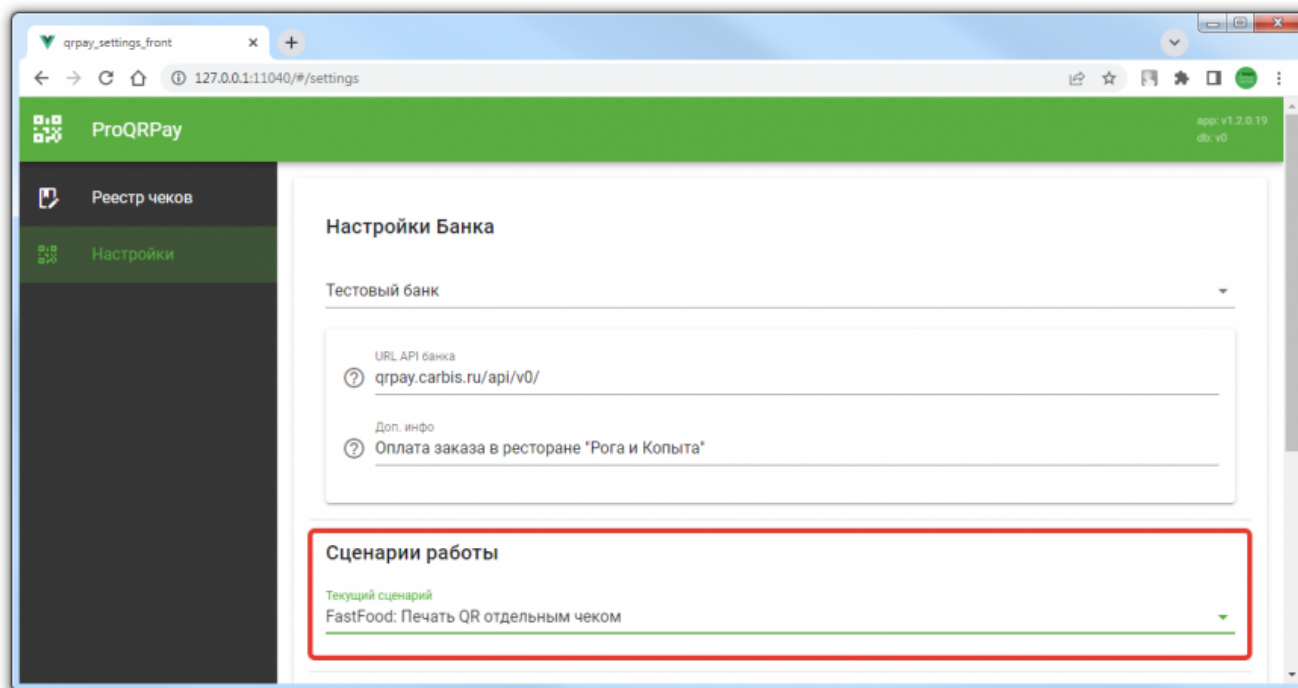 qrpay_settings_front
127.0.0.1:11040/#/settings
ProQRPay
app: v1.2.0.19
db: v0
Реестр чеков
Настройки
Настройки Банка
Тестовый банк
URL API банка
qrpay.carbis.ru/api/v0/
Доп. инфо
Оплата заказа в ресторане "Рога и Копыта"
Сценарии работы
Текущий сценарий
FastFood: Печать QR отдельным чеком